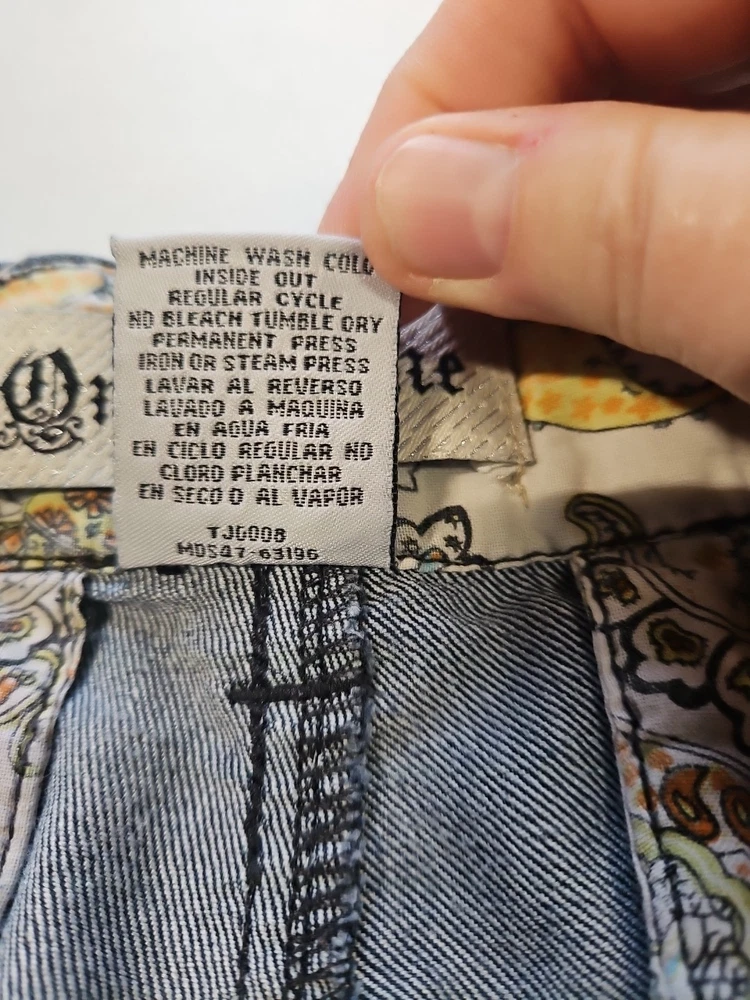 MACHINE WASH COLD
INSIDE OUT
REGULAR CYCLE
NO BLEACH TUMBLE DRY
PERMANENT PRESS
IRON OR STEAM PRESS
LAVAR AL REVERSO
LAVADO A MAQUINA
EN AGUA FRIA
EN CICLO REGULAR NO
CLORO PLANCHAR
EN SECO O AL VAPOR
TJ0008
MDS47-63196